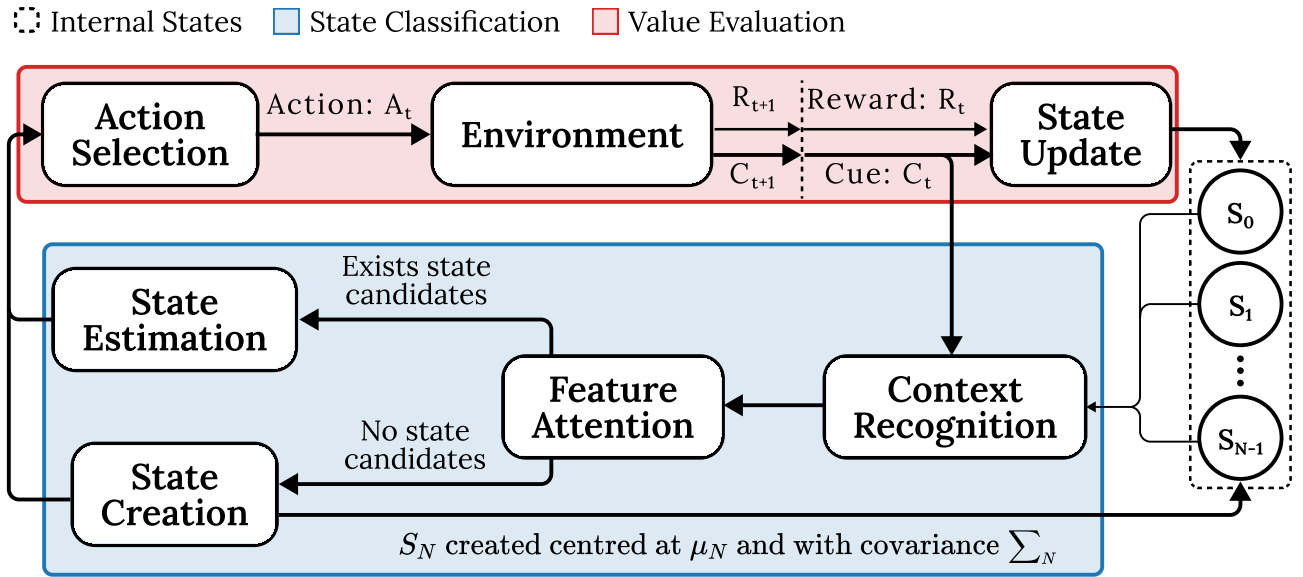 Internal States
State Classification
Value Evaluation
Action
Selection
Action: A_t
Environment
R_{t+1}
C_{t+1}
Reward: R_t
Cue: C_t
State
Update
S_0
S_1
S_{N-1}
Exists state
candidates
State
Estimation
Feature
Attention
Context
Recognition
No state
candidates
State
Creation
S_N created centred at μ_N and with covariance ∑_N